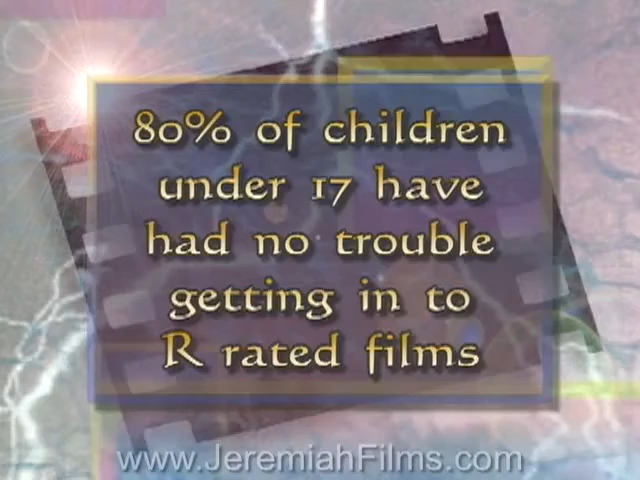 80% of children
under 17 have
had no trouble
getting in to
R rated films
www.JeremiahFilms.com